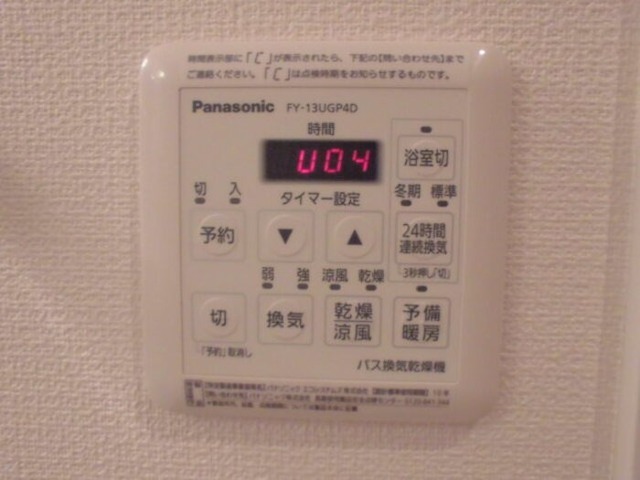 時間表示部に「 」が表示されたら、下記の【問い合わせ先】まで
ご連絡ください。「 」は点検時期をお知らせするものです。
Panasonic FY-13UGP4D
時間
U04
浴室切
切 入
タイマー設定
冬期 標準
予約
▼
▲
24時間
連続換気
3秒押し「切」
弱 強 涼風 乾燥
切
換気
乾燥
涼風
予備
暖房
「予約」取消し
バス換気乾燥機